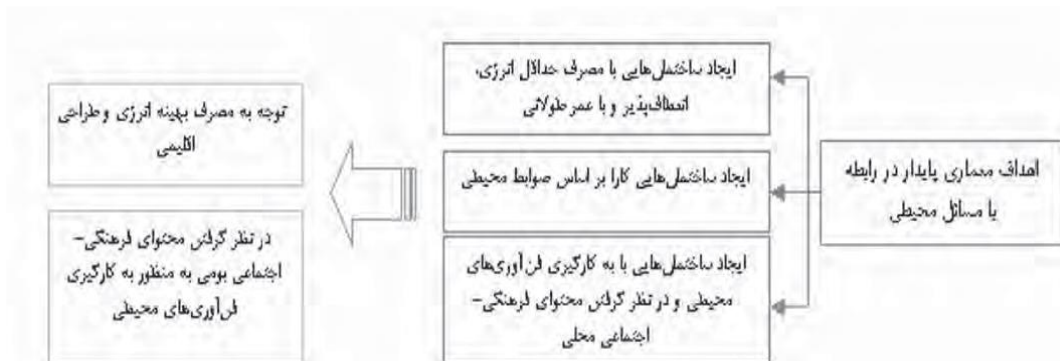 اهداف معماری پایدار در رابطه
با مسائل محیطی
ایجاد ساختمان‌هایی با مصرف حداقل انرژی،
انعطاف‌پذیر و با عمر طولانی
ایجاد ساختمان‌هایی کارا بر اساس ضوابط محیطی
ایجاد ساختمان‌هایی با به کارگیری فن‌آوری‌های
محیطی و در نظر گرفتن محتوای فرهنگی-
اجتماعی محلی
توجه به مصرف بهینه انرژی و طراحی
اقلیمی
در نظر گرفتن محتوای فرهنگی-
اجتماعی بومی به منظور به کارگیری
فن‌آوری‌های محیطی